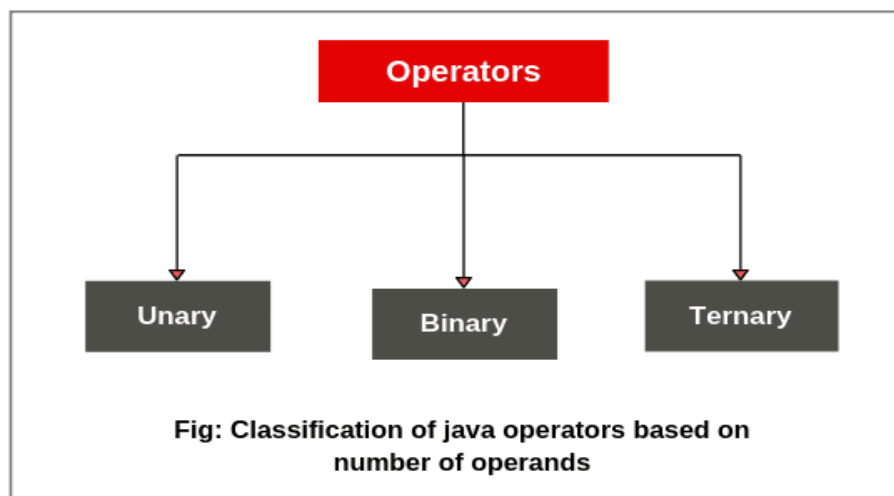 Operators
Unary
Binary
Ternary
Fig: Classification of java operators based on
number of operands